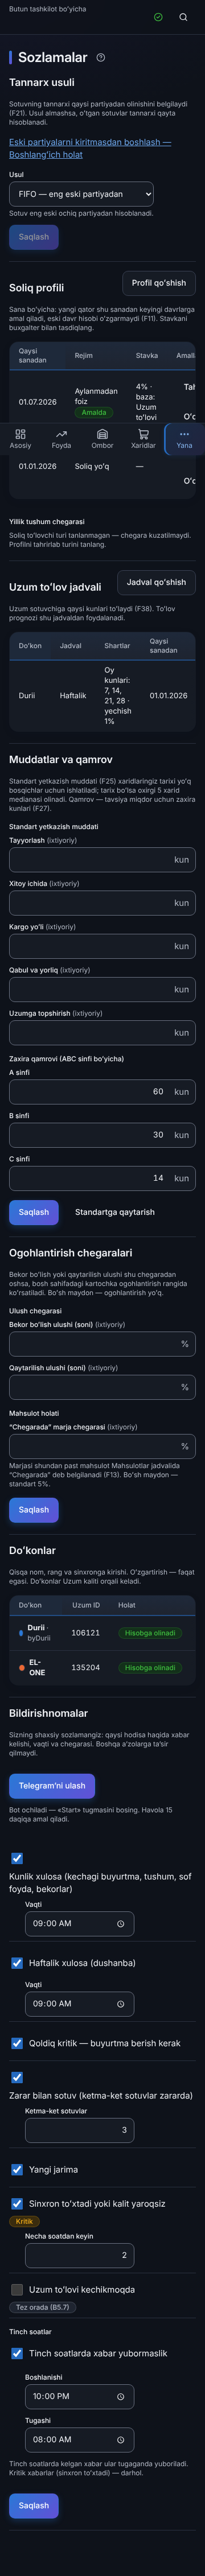 Butun tashkilot bo'yicha
Sozlamalar
Tannarx usuli
Sotuvning tannarxi qaysi partiyadan olinishini belgilaydi
(F21). Usul almashsa, o'tgan sotuvlar tannarxi qayta
hisoblanadi.
Eski partiyalarni kiritmasdan boshlash —
Boshlang'ich holat
Usul
FIFO — eng eski partiyadan
Sotuv eng eski ochiq partiyadan hisoblanadi.
Saqlash
Soliq profili
Profil qo'shish
Sana bo'yicha: yangi qator shu sanadan keyingi davrlarga
amal qiladi, eski davr hisobi o'zgarmaydi (F11). Stavkani
buxgalter bilan tasdiqlang.
Qaysi sanadan Rejim Stavka Amalla
01.07.2026 Aylanmadan foiz Amalda 4% · baza: Uzum to'lovi Tah
O'c
Asosiy Foyda Ombor Xaridlar Yana
01.01.2026 Soliq yo'q — O'c
Yillik tushum chegarasi
Soliq to'lovchi turi tanlanmagan — chegara kuzatilmaydi.
Profilni tahrirlab turini tanlang.
Uzum to'lov jadvali
Jadval qo'shish
Uzum sotuvchiga qaysi kunlari to'laydi (F38). To'lov
prognozi shu jadvaldan foydalanadi.
Do'kon Jadval Shartlar Qaysi sanadan
Durii Haftalik Oy kunlari: 7, 14, 21, 28 · yechish 1% 01.01.2026
Muddatlar va qamrov
Standart yetkazish muddati (F25) xaridlaringiz tarixi yo'q
bosqichlar uchun ishlatiladi; tarix bo'lsa oxirgi 5 xarid
medianasi olinadi. Qamrov — tavsiya miqdor uchun zaxira
kunlari (F27).
Standart yetkazish muddati
Tayyorlash (ixtiyoriy)
kun
Xitoy ichida (ixtiyoriy)
kun
Kargo yo'li (ixtiyoriy)
kun
Qabul va yorliq (ixtiyoriy)
kun
Uzumga topshirish (ixtiyoriy)
kun
Zaxira qamrovi (ABC sinfi bo'yicha)
A sinfi
60 kun
B sinfi
30 kun
C sinfi
14 kun
Saqlash Standartga qaytarish
Ogohlantirish chegaralari
Bekor bo'lish yoki qaytarilish ulushi shu chegaradan
oshsa, bosh sahifadagi kartochka ogohlantirish rangida
ko'rsatiladi. Bo'sh maydon — ogohlantirish yo'q.
Ulush chegarasi
Bekor bo'lish ulushi (soni) (ixtiyoriy)
%
Qaytarilish ulushi (soni) (ixtiyoriy)
%
Mahsulot holati
"Chegarada" marja chegarasi (ixtiyoriy)
%
Marjasi shundan past mahsulot Mahsulotlar jadvalida
"Chegarada" deb belgilanadi (F13). Bo'sh maydon —
standart 5%.
Saqlash
Do'konlar
Qisqa nom, rang va sinxronga kirishi. O'zgartirish — faqat
egasi. Do'konlar Uzum kaliti orqali keladi.
Do'kon Uzum ID Holat
Durii · byDurii 106121 Hisobga olinadi
EL-ONE 135204 Hisobga olinadi
Bildirishnomalar
Sizning shaxsiy sozlamangiz: qaysi hodisa haqida xabar
kelishi, vaqti va chegarasi. Boshqa a'zolarga ta'sir
qilmaydi.
Telegram'ni ulash
Bot ochiladi — «Start» tugmasini bosing. Havola 15
daqiqa amal qiladi.
Kunlik xulosa (kechagi buyurtma, tushum, sof
foyda, bekorlar)
Vaqti
09:00 AM
Haftalik xulosa (dushanba)
Vaqti
09:00 AM
Qoldiq kritik — buyurtma berish kerak
Zarar bilan sotuv (ketma-ket sotuvlar zararda)
Ketma-ket sotuvlar
3
Yangi jarima
Sinxron to'xtadi yoki kalit yaroqsiz
Kritik
Necha soatdan keyin
2
Uzum to'lovi kechikmoqda
Tez orada (B5.7)
Tinch soatlar
Tinch soatlarda xabar yubormaslik
Boshlanishi
10:00 PM
Tugashi
08:00 AM
Tinch soatlarda kelgan xabar ular tugaganda yuboriladi.
Kritik xabarlar (sinxron to'xtadi) — darhol.
Saqlash